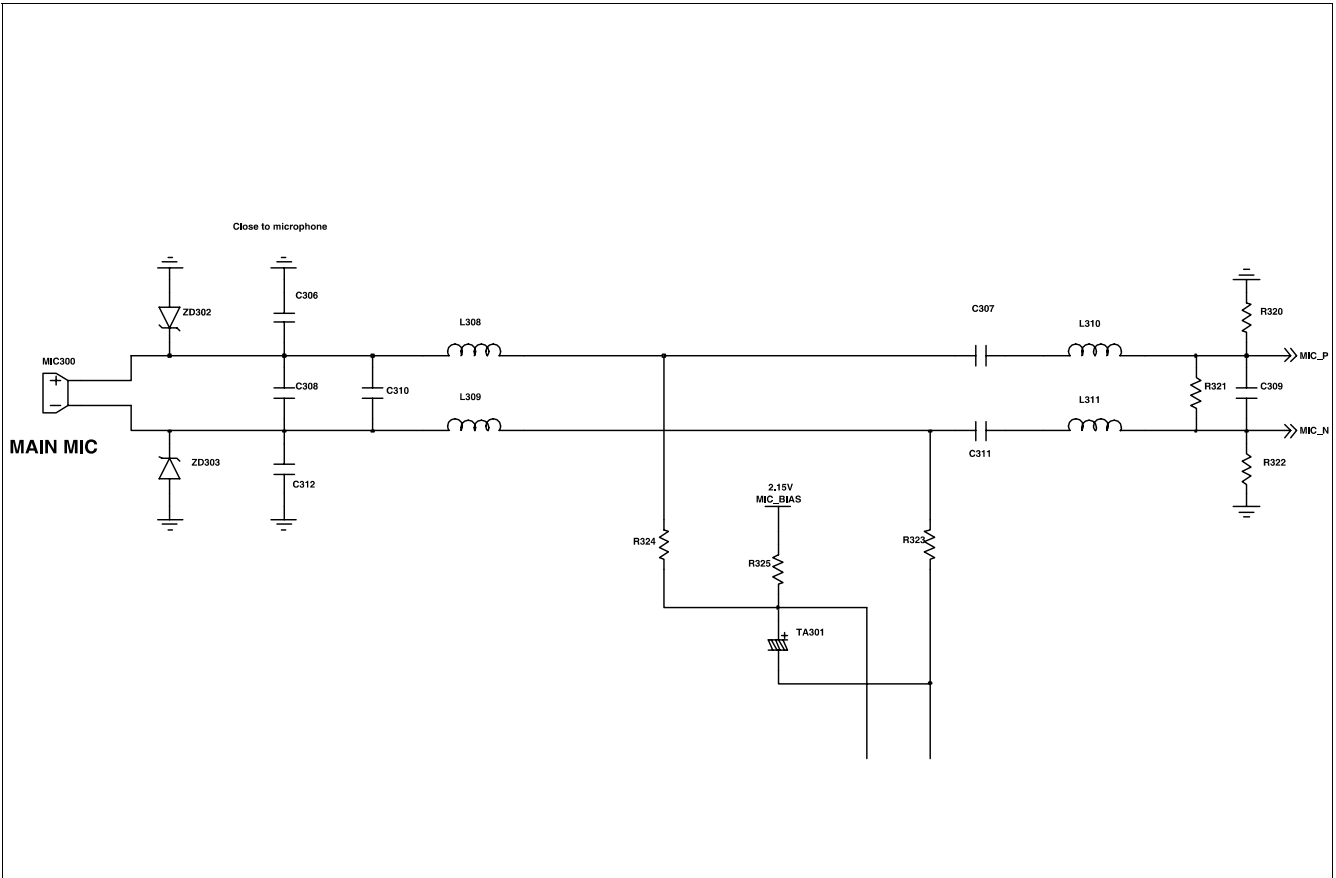 Close to microphone
ZD302
C306
L308
C307
L310
R320
MIC300
+
−
MIC_P
C308
C310
L309
R321
C309
L311
MIC_N
MAIN MIC
ZD303
C312
C311
R322
2.15V
MIC_BIAS
R324
R325
R323
+
TA301